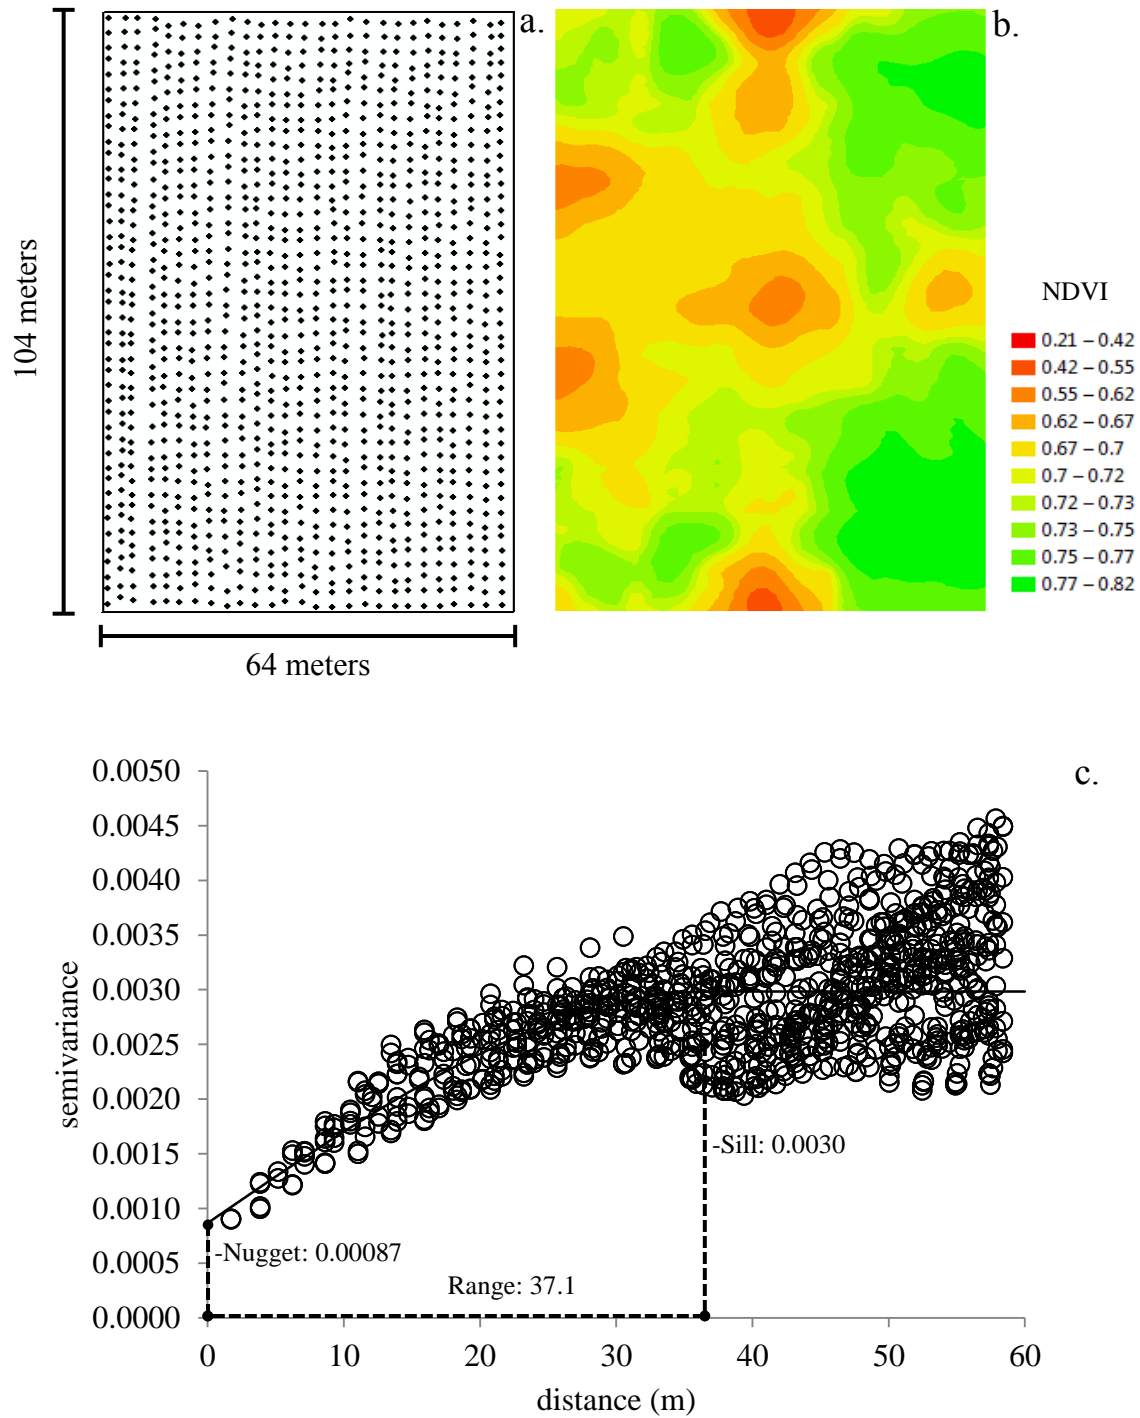 a.
b.
104 meters
64 meters
NDVI
0.21 – 0.42
0.42 – 0.55
0.55 – 0.62
0.62 – 0.67
0.67 – 0.7
0.7 – 0.72
0.72 – 0.73
0.73 – 0.75
0.75 – 0.77
0.77 – 0.82
c.
semivariance
0.0050
0.0045
0.0040
0.0035
0.0030
0.0025
0.0020
0.0015
0.0010
0.0005
0.0000
-Sill: 0.0030
-Nugget: 0.00087
Range: 37.1
0 10 20 30 40 50 60
distance (m)